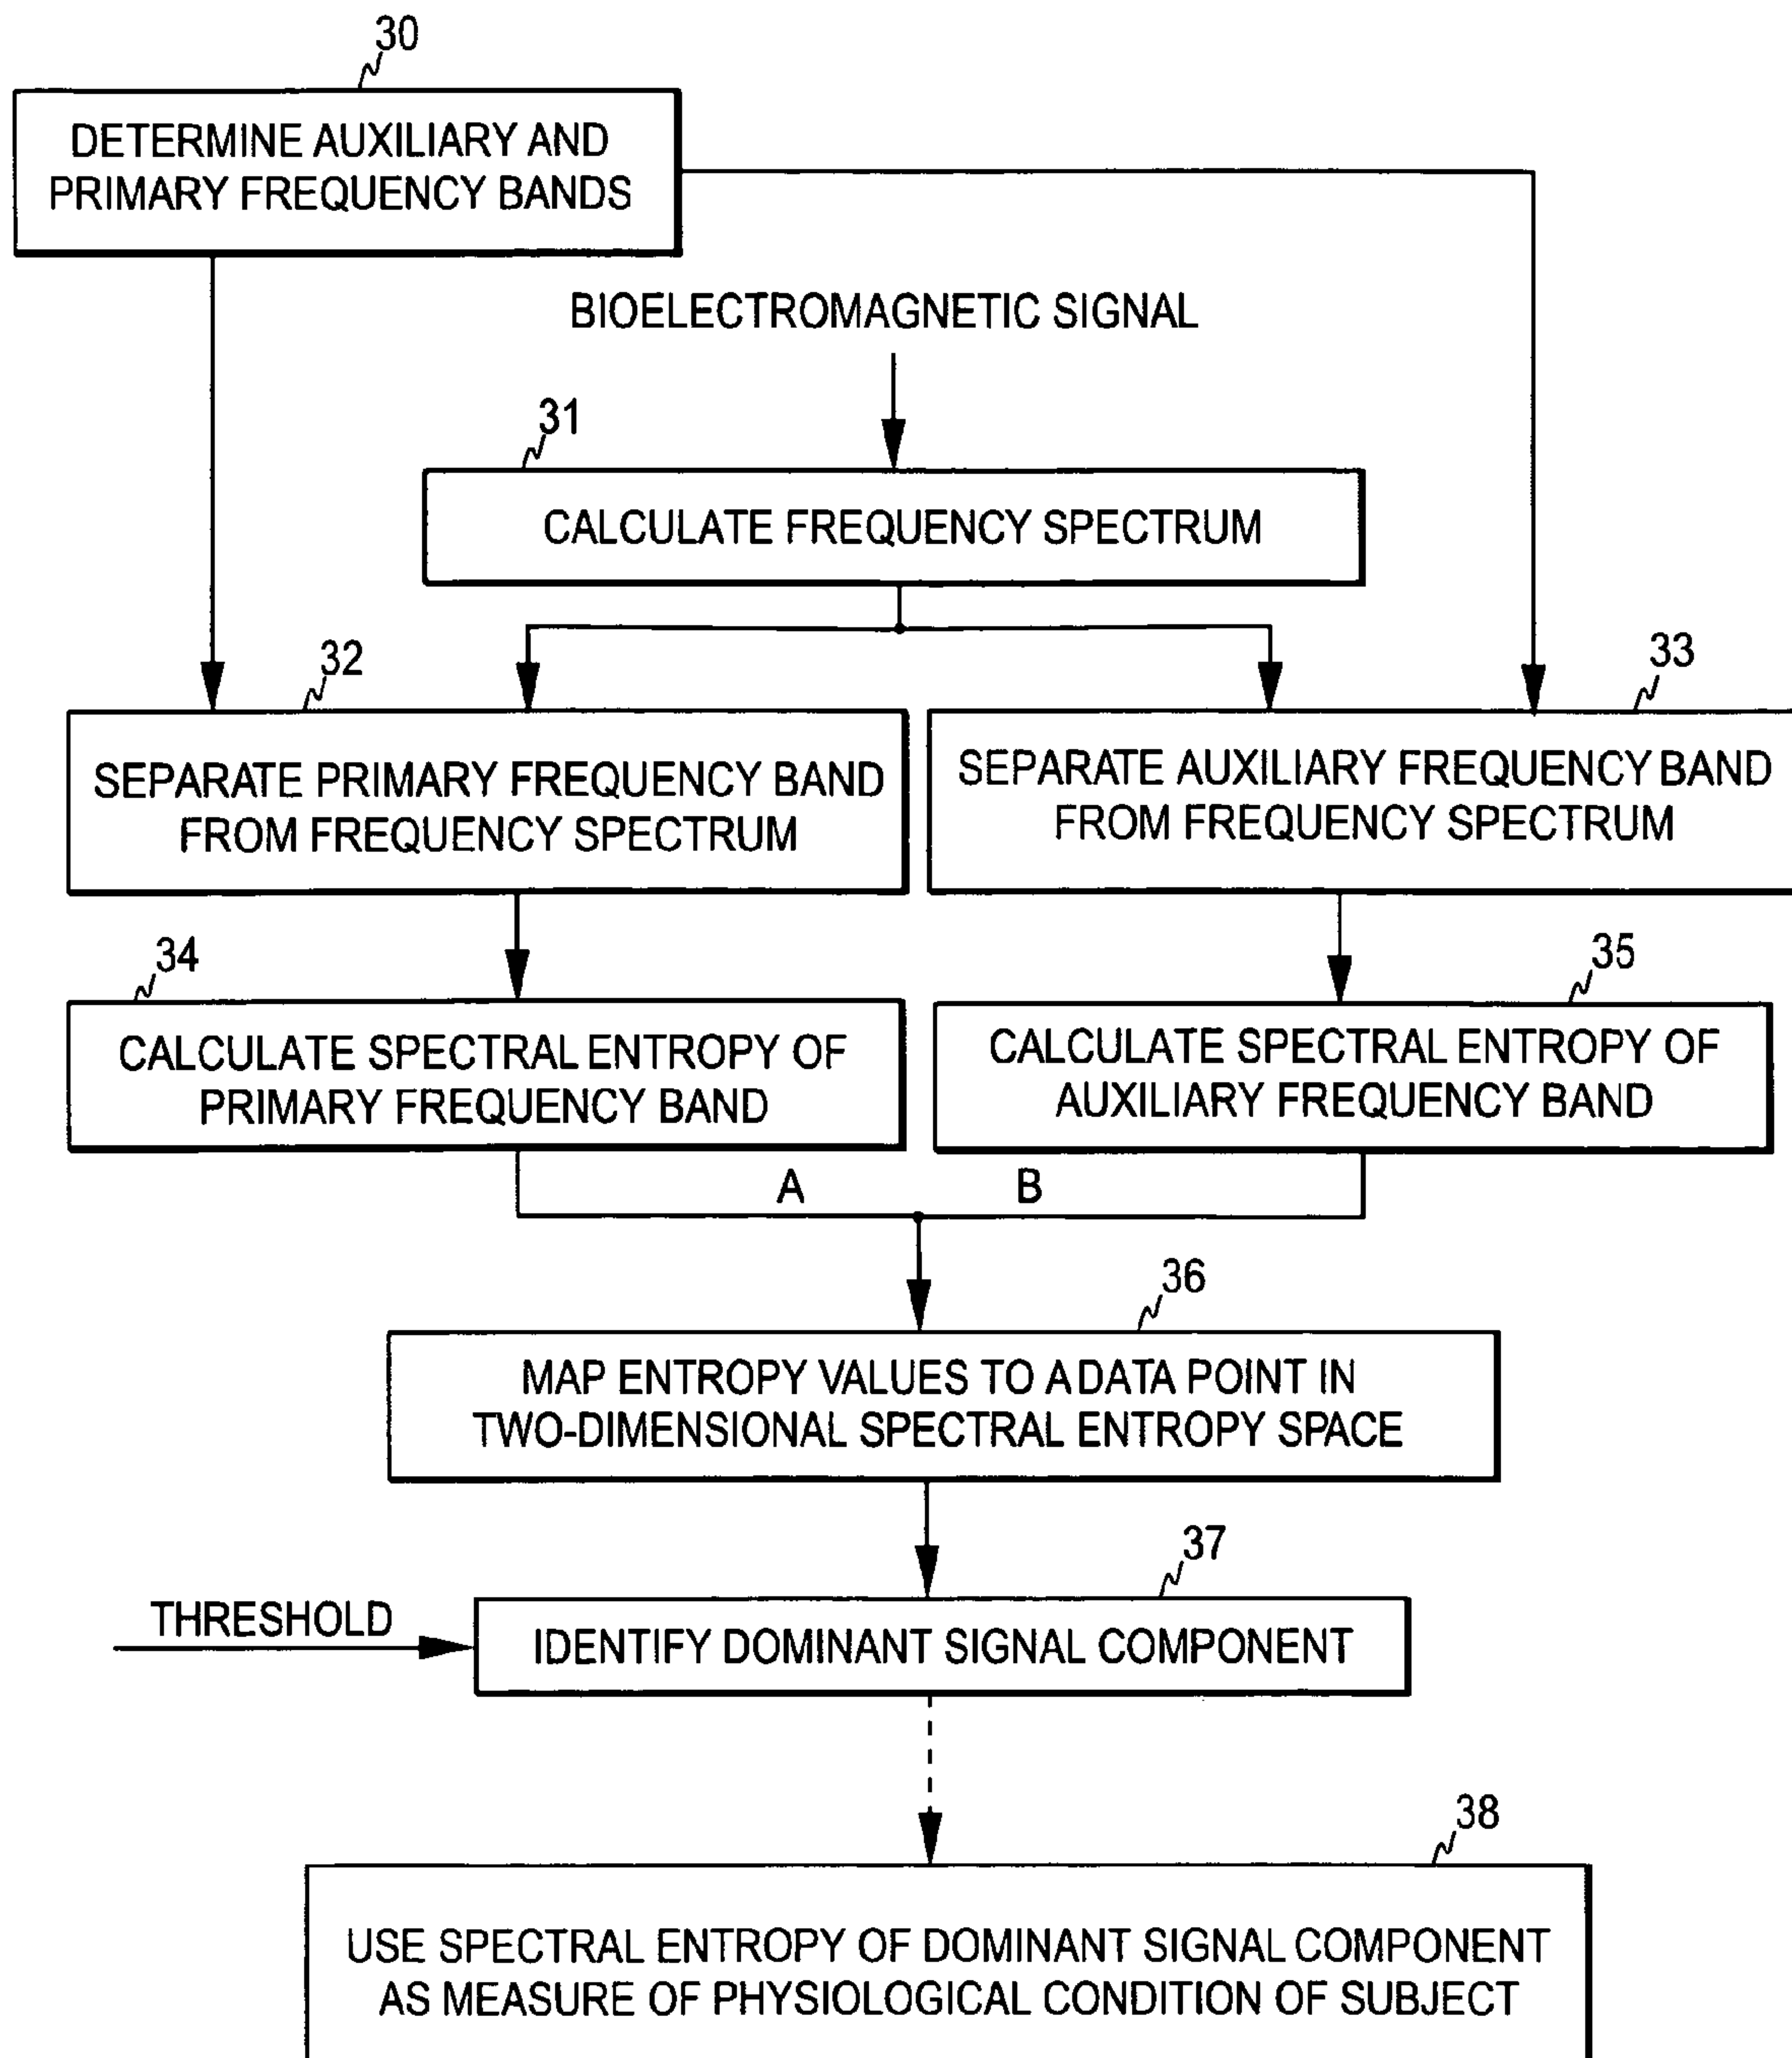 30
DETERMINE AUXILIARY AND
PRIMARY FREQUENCY BANDS
BIOELECTROMAGNETIC SIGNAL
31
CALCULATE FREQUENCY SPECTRUM
32
33
SEPARATE PRIMARY FREQUENCY BAND
FROM FREQUENCY SPECTRUM
SEPARATE AUXILIARY FREQUENCY BAND
FROM FREQUENCY SPECTRUM
34
35
CALCULATE SPECTRAL ENTROPY OF
PRIMARY FREQUENCY BAND
CALCULATE SPECTRAL ENTROPY OF
AUXILIARY FREQUENCY BAND
A
B
36
MAP ENTROPY VALUES TO A DATA POINT IN
TWO-DIMENSIONAL SPECTRAL ENTROPY SPACE
37
THRESHOLD
IDENTIFY DOMINANT SIGNAL COMPONENT
38
USE SPECTRAL ENTROPY OF DOMINANT SIGNAL COMPONENT
AS MEASURE OF PHYSIOLOGICAL CONDITION OF SUBJECT